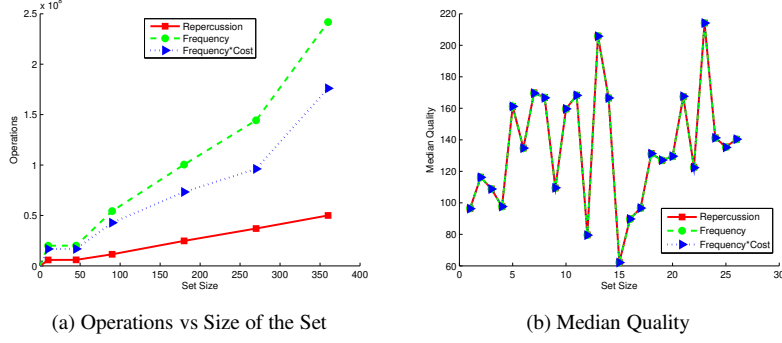 x 10
2.5
2
1.5
1
0.5
0
0
50
100
150
200
250
300
350
400
Operations
Set Size
Repercussion
Frequency
Frequency*Cost
(a) Operations vs Size of the Set
220
200
180
160
140
120
100
80
60
0
5
10
15
20
25
30
Median Quality
Set Size
Repercussion
Frequency
Frequency*Cost
(b) Median Quality